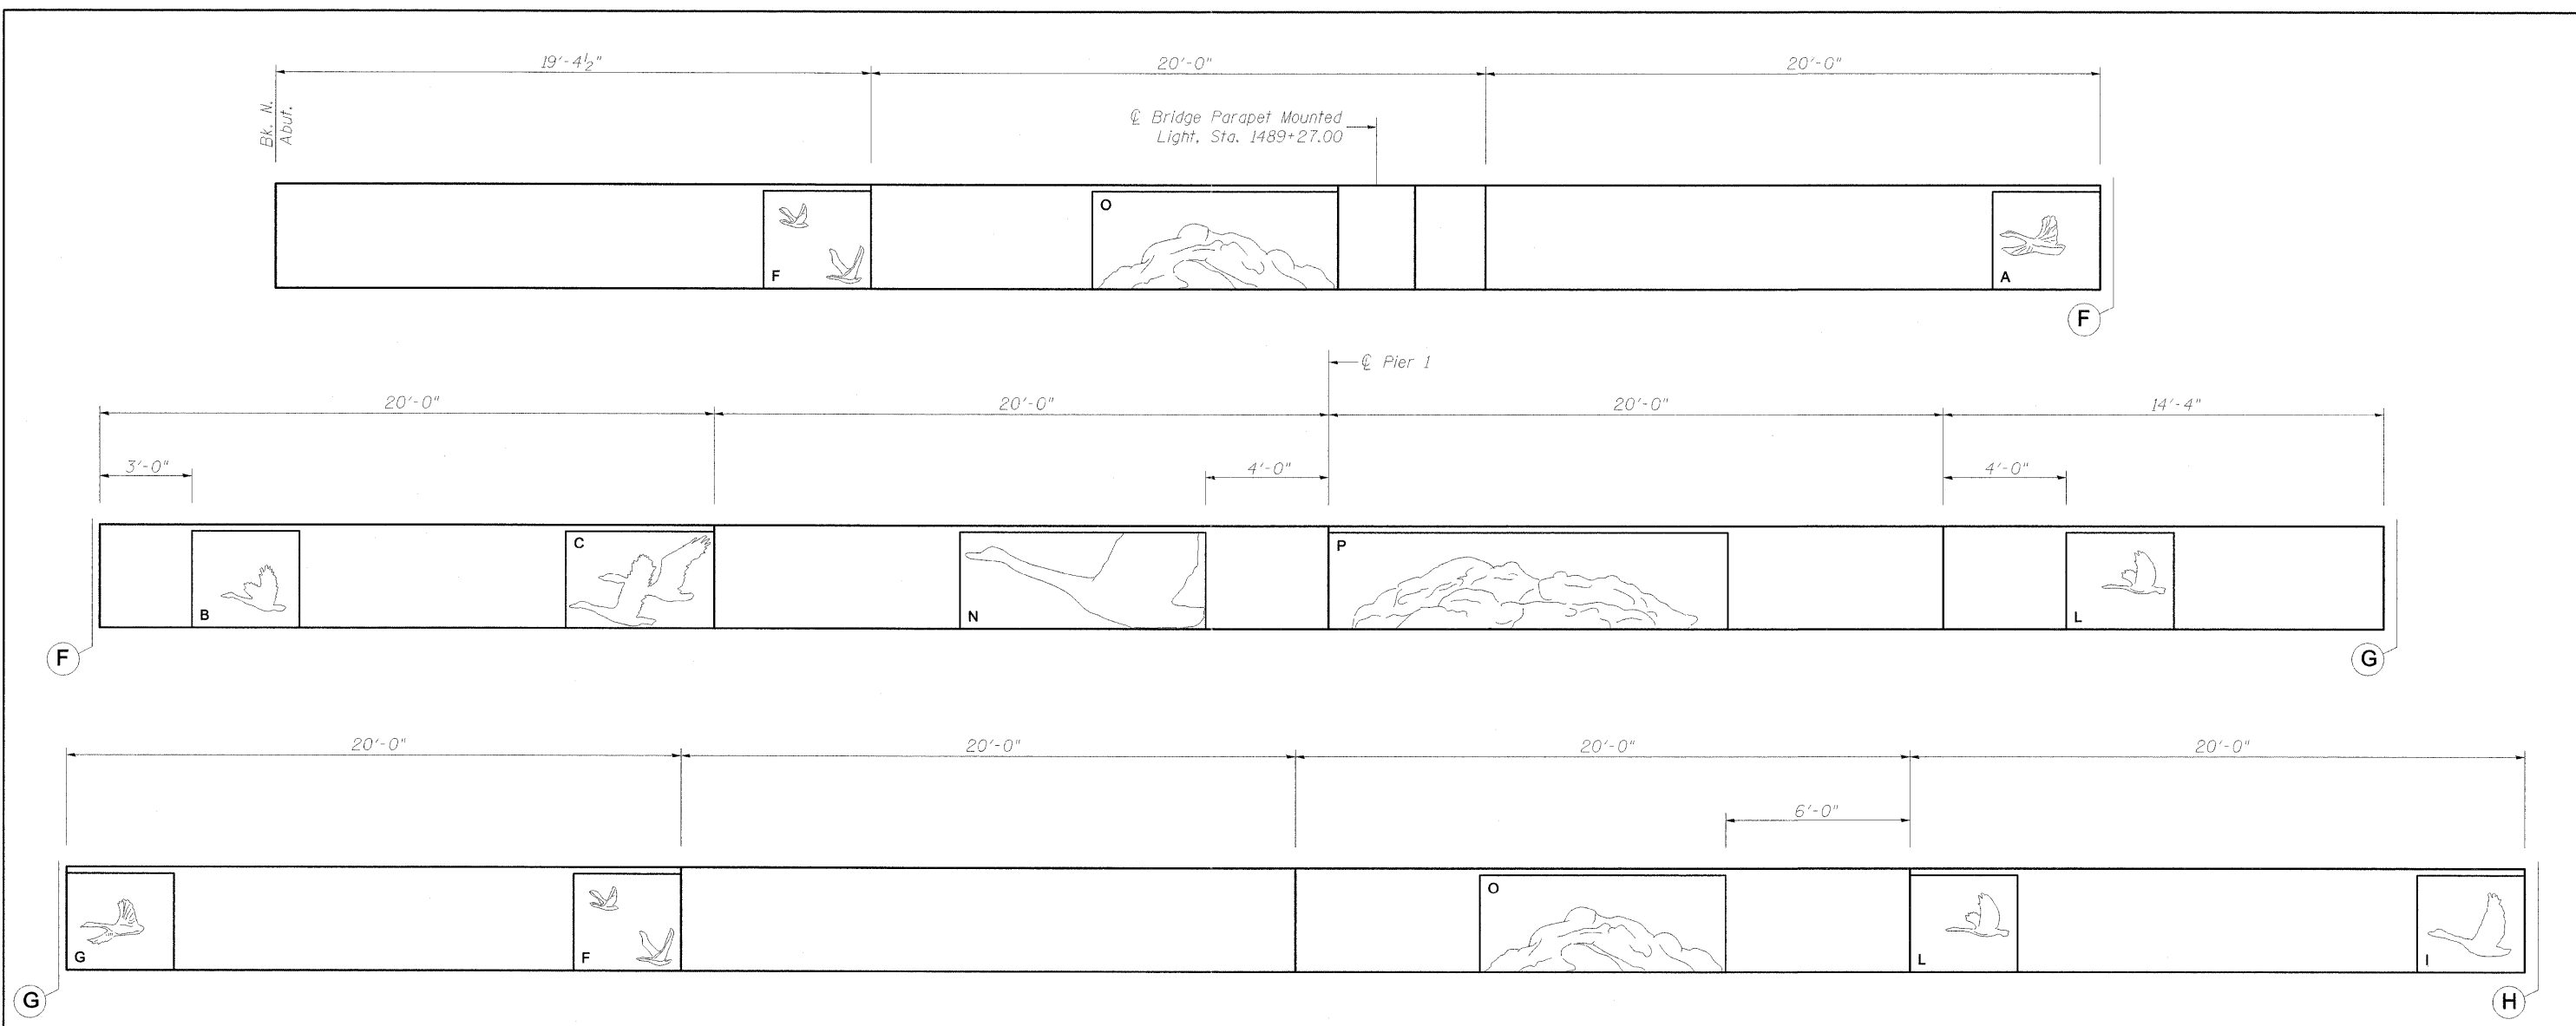 19'-4½" 20'-0" 20'-0"
Bk. N.
Abut.
℄ Bridge Parapet Mounted
Light, Sta. 1489+27.00
F O A
F
℄ Pier 1
20'-0" 20'-0" 20'-0" 14'-4"
3'-0" 4'-0" 4'-0"
B C N P L
F G
20'-0" 20'-0" 20'-0" 20'-0"
6'-0"
G F O L I
G H